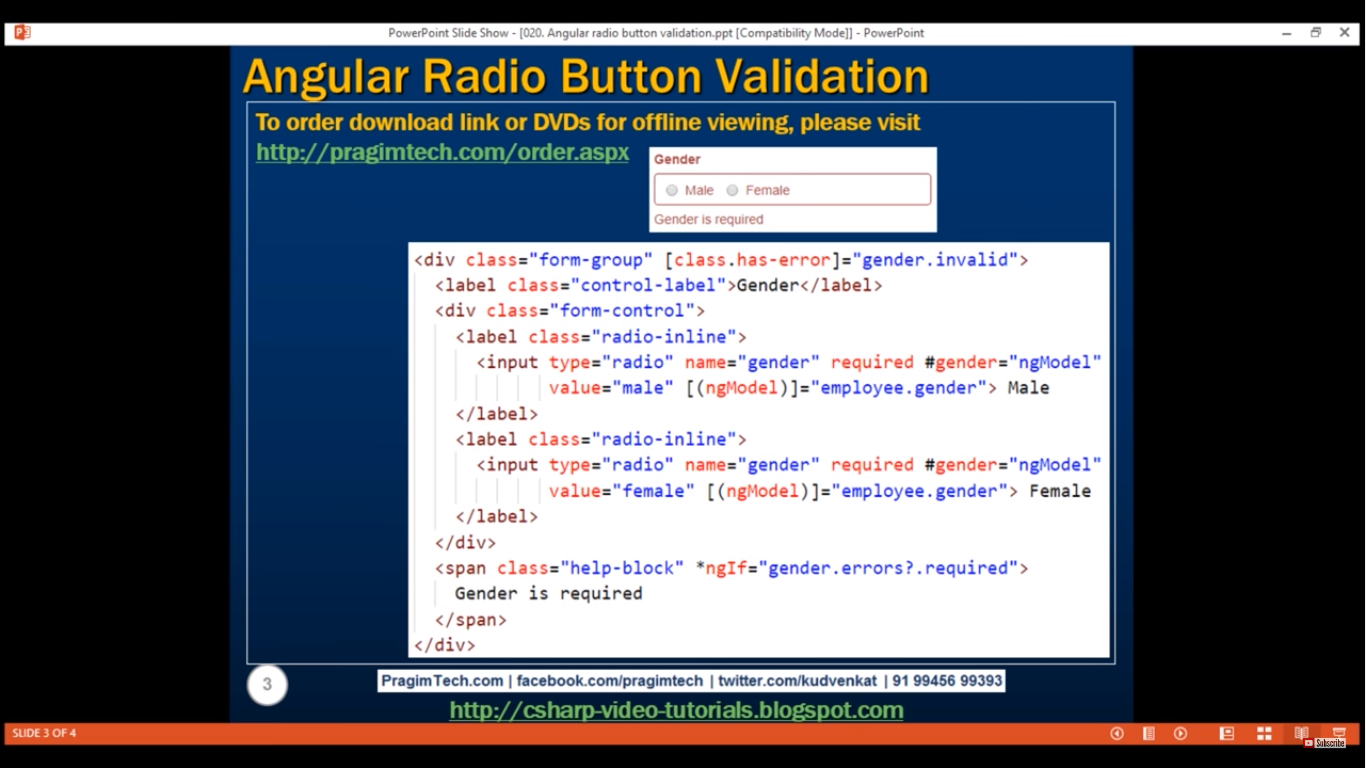 PowerPoint Slide Show - [020. Angular radio button validation.ppt [Compatibility Mode]] - PowerPoint
Angular Radio Button Validation
To order download link or DVDs for offline viewing, please visit
http://pragimtech.com/order.aspx
Gender
Male Female
Gender is required
<div class="form-group" [class.has-error]="gender.invalid">
<label class="control-label">Gender</label>
<div class="form-control">
<label class="radio-inline">
<input type="radio" name="gender" required #gender="ngModel"
value="male" [(ngModel)]="employee.gender"> Male
</label>
<label class="radio-inline">
<input type="radio" name="gender" required #gender="ngModel"
value="female" [(ngModel)]="employee.gender"> Female
</label>
</div>
<span class="help-block" *ngIf="gender.errors?.required">
Gender is required
</span>
</div>
3
PragimTech.com | facebook.com/pragimtech | twitter.com/kudvenkat | 91 99456 99393
http://csharp-video-tutorials.blogspot.com
SLIDE 3 OF 4
Subscribe